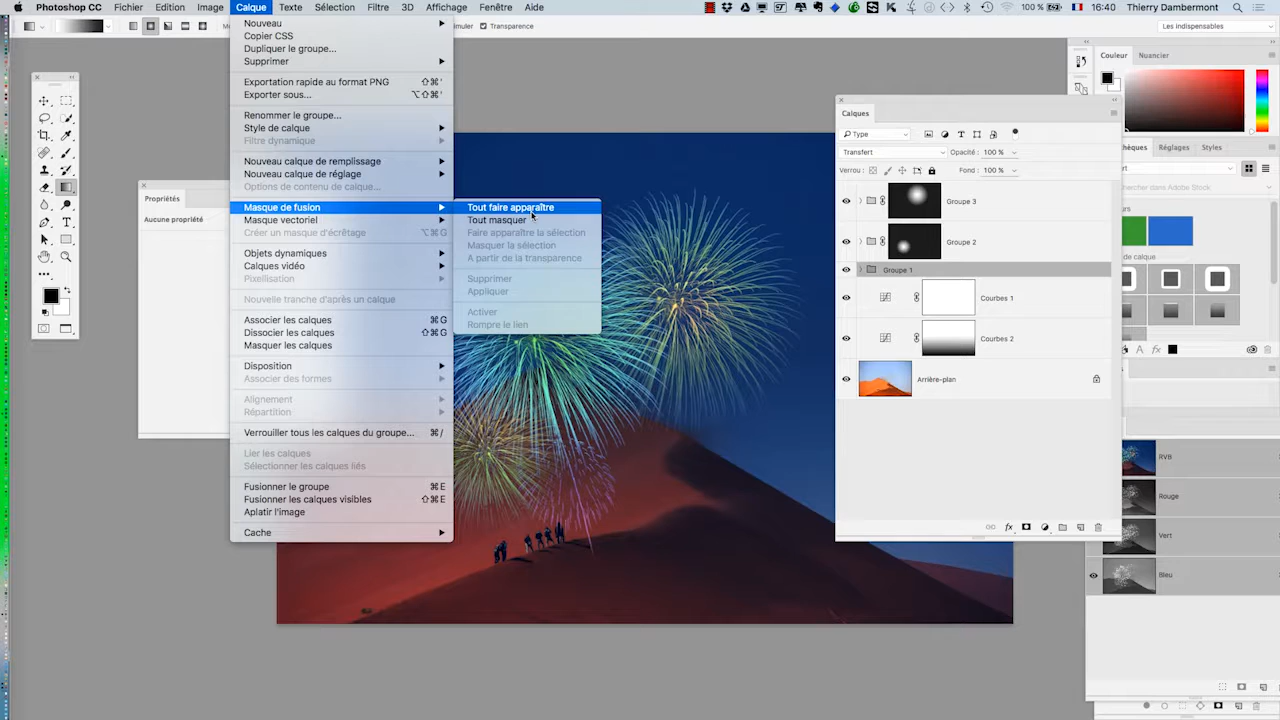 Photoshop CC Fichier Edition Image Calque Texte Sélection Filtre 3D Affichage Fenêtre Aide 100 % 16:40 Thierry Dambermont
Transparence
Les indispensables
Nouveau
Copier CSS
Dupliquer le groupe...
Supprimer
Exportation rapide au format PNG ⇧⌘'
Exporter sous... ⌥⇧⌘'
Renommer le groupe...
Style de calque
Filtre dynamique
Nouveau calque de remplissage
Nouveau calque de réglage
Options de contenu de calque...
Masque de fusion
Masque vectoriel
Créer un masque d'écrêtage ⌥⌘G
Objets dynamiques
Calques vidéo
Pixellisation
Nouvelle tranche d'après un calque
Associer les calques ⌘G
Dissocier les calques ⇧⌘G
Masquer les calques
Disposition
Associer des formes
Alignement
Répartition
Verrouiller tous les calques du groupe... ⌘/
Lier les calques
Sélectionner les calques liés
Fusionner le groupe ⌘E
Fusionner les calques visibles ⇧⌘E
Aplatir l'image
Cache
Tout faire apparaître
Tout masquer
Faire apparaître la sélection
Masquer la sélection
A partir de la transparence
Supprimer
Appliquer
Activer
Rompre le lien
Propriétés
Aucune propriété
Calques
Type
Transfert Opacité : 100 %
Verrou : Fond : 100 %
Groupe 3
Groupe 2
Groupe 1
Courbes 1
Courbes 2
Arrière-plan
fx
Couleur Nuancier
Réglages Styles
de calque
fx
RVB
Rouge
Vert
Bleu